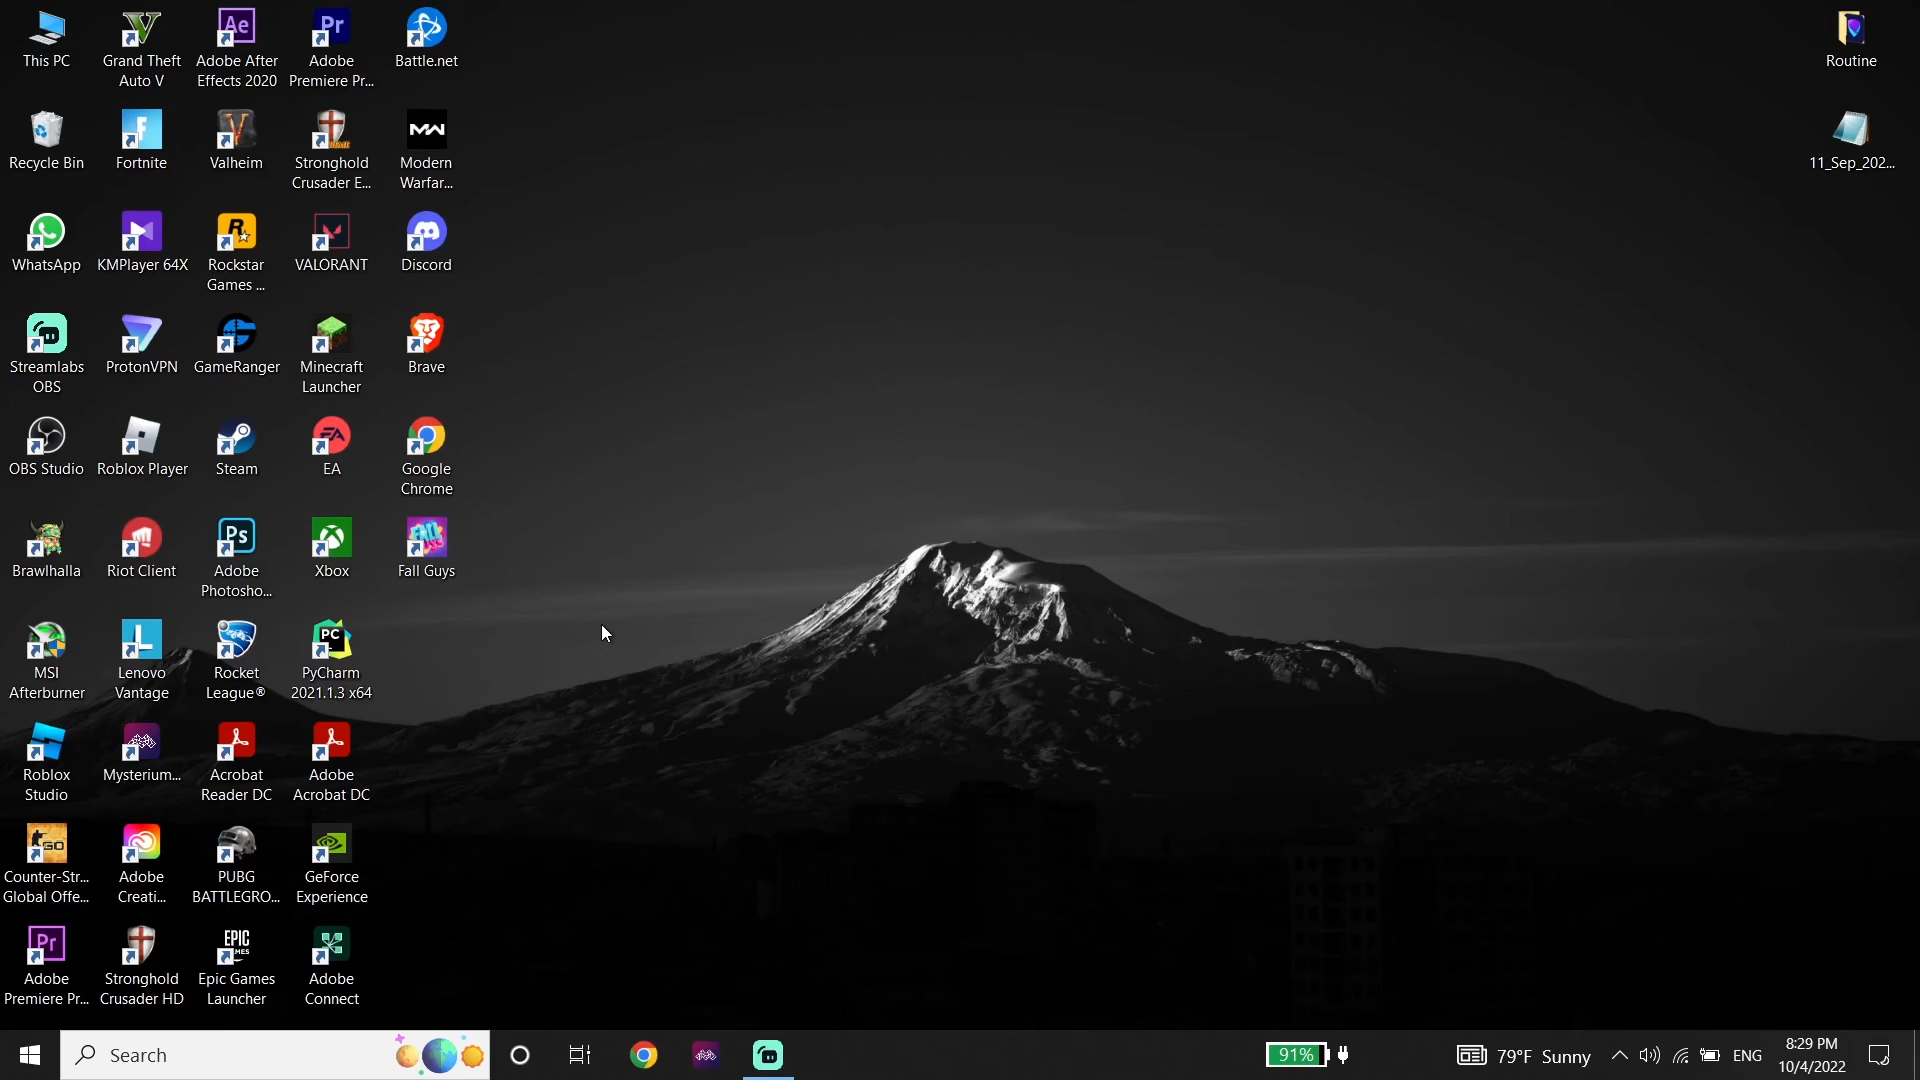 This PC
Grand Theft
Auto V
Adobe After
Effects 2020
Adobe
Premiere Pr...
Battle.net
Routine
Recycle Bin
Fortnite
Valheim
Stronghold
Crusader E...
Modern
Warfar...
11_Sep_202...
WhatsApp
KMPlayer 64X
Rockstar
Games ...
VALORANT
Discord
Streamlabs
OBS
ProtonVPN
GameRanger
Minecraft
Launcher
Brave
OBS Studio
Roblox Player
Steam
EA
Google
Chrome
Brawlhalla
Riot Client
Adobe
Photosho...
Xbox
Fall Guys
MSI
Afterburner
Lenovo
Vantage
Rocket
League®
PyCharm
2021.1.3 x64
Roblox
Studio
Mysterium...
Acrobat
Reader DC
Adobe
Acrobat DC
Counter-Str...
Global Offe...
Adobe
Creati...
PUBG
BATTLEGRO...
GeForce
Experience
Adobe
Premiere Pr...
Stronghold
Crusader HD
Epic Games
Launcher
Adobe
Connect
Search
91%
79°F Sunny
ENG
8:29 PM
10/4/2022